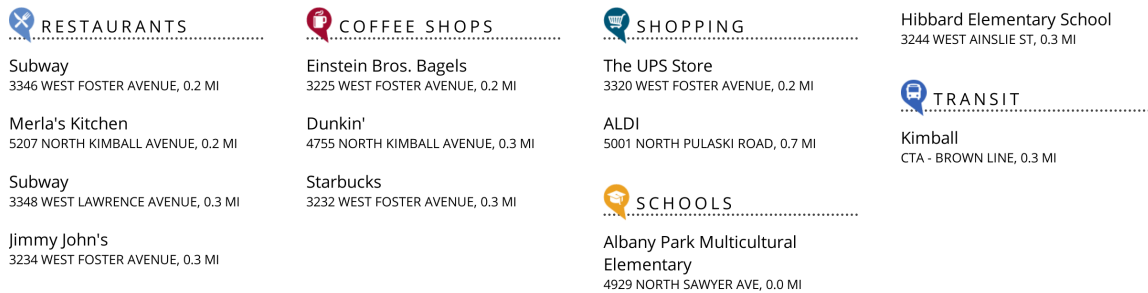 RESTAURANTS
Subway
3346 WEST FOSTER AVENUE, 0.2 MI
Merla's Kitchen
5207 NORTH KIMBALL AVENUE, 0.2 MI
Subway
3348 WEST LAWRENCE AVENUE, 0.3 MI
Jimmy John's
3234 WEST FOSTER AVENUE, 0.3 MI
COFFEE SHOPS
Einstein Bros. Bagels
3225 WEST FOSTER AVENUE, 0.2 MI
Dunkin'
4755 NORTH KIMBALL AVENUE, 0.3 MI
Starbucks
3232 WEST FOSTER AVENUE, 0.3 MI
SHOPPING
The UPS Store
3320 WEST FOSTER AVENUE, 0.2 MI
ALDI
5001 NORTH PULASKI ROAD, 0.7 MI
SCHOOLS
Albany Park Multicultural
Elementary
4929 NORTH SAWYER AVE, 0.0 MI
Hibbard Elementary School
3244 WEST AINSLIE ST, 0.3 MI
TRANSIT
Kimball
CTA - BROWN LINE, 0.3 MI